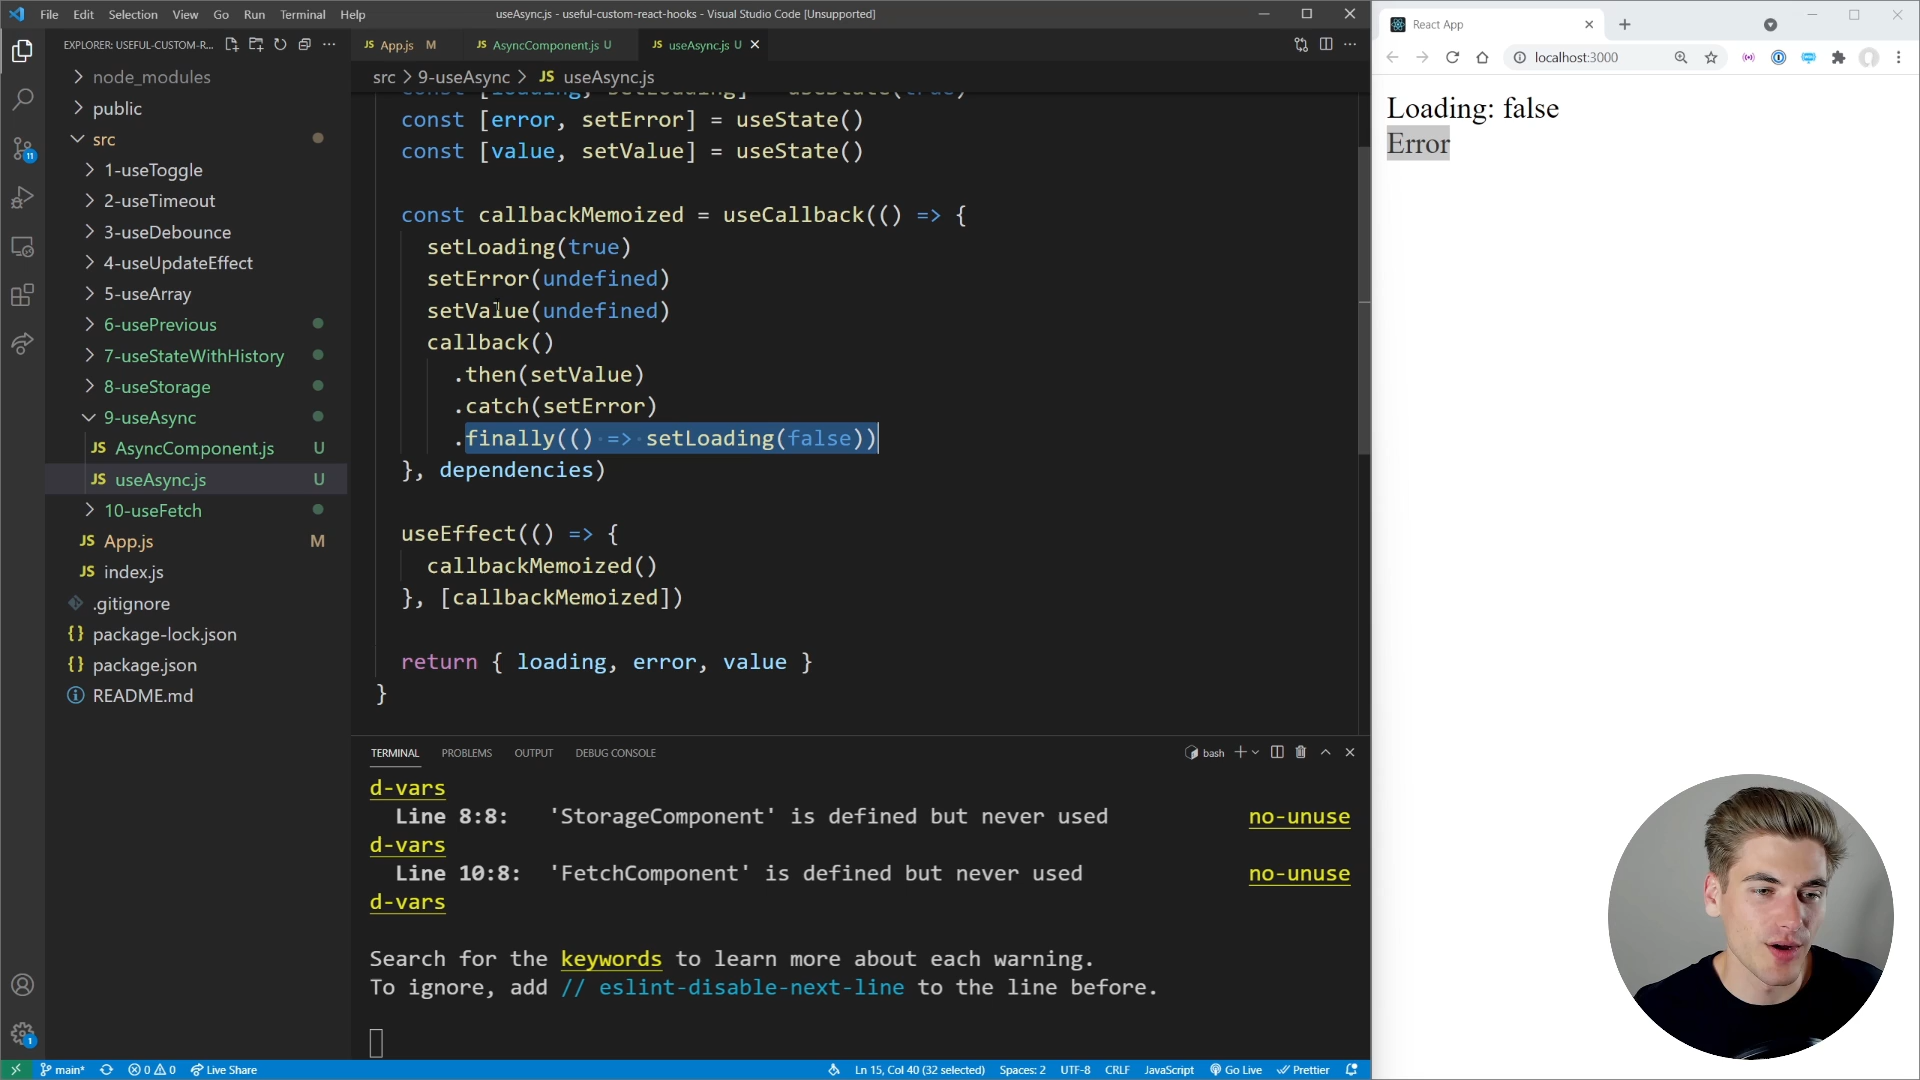 File Edit Selection View Go Run Terminal Help
useAsync.js - useful-custom-react-hooks - Visual Studio Code [Unsupported]
EXPLORER: USEFUL-CUSTOM-R...
node_modules
public
src
1-useToggle
2-useTimeout
3-useDebounce
4-useUpdateEffect
5-useArray
6-usePrevious
7-useStateWithHistory
8-useStorage
9-useAsync
JS AsyncComponent.js U
JS useAsync.js U
10-useFetch
JS App.js M
JS index.js
.gitignore
{} package-lock.json
{} package.json
README.md
11
1
JS App.js M
JS AsyncComponent.js U
JS useAsync.js U
src > 9-useAsync > JS useAsync.js
const [loading, setLoading] = useState(true)
const [error, setError] = useState()
const [value, setValue] = useState()
const callbackMemoized = useCallback(() => {
setLoading(true)
setError(undefined)
setValue(undefined)
callback()
.then(setValue)
.catch(setError)
.finally(() => setLoading(false))
}, dependencies)
useEffect(() => {
callbackMemoized()
}, [callbackMemoized])
return { loading, error, value }
}
TERMINAL PROBLEMS OUTPUT DEBUG CONSOLE
bash
d-vars
Line 8:8: 'StorageComponent' is defined but never used no-unuse
d-vars
Line 10:8: 'FetchComponent' is defined but never used no-unuse
d-vars
Search for the keywords to learn more about each warning.
To ignore, add // eslint-disable-next-line to the line before.
main* 0 0 Live Share
Ln 15, Col 40 (32 selected) Spaces: 2 UTF-8 CRLF JavaScript Go Live Prettier
React App
localhost:3000
Loading: false
Error